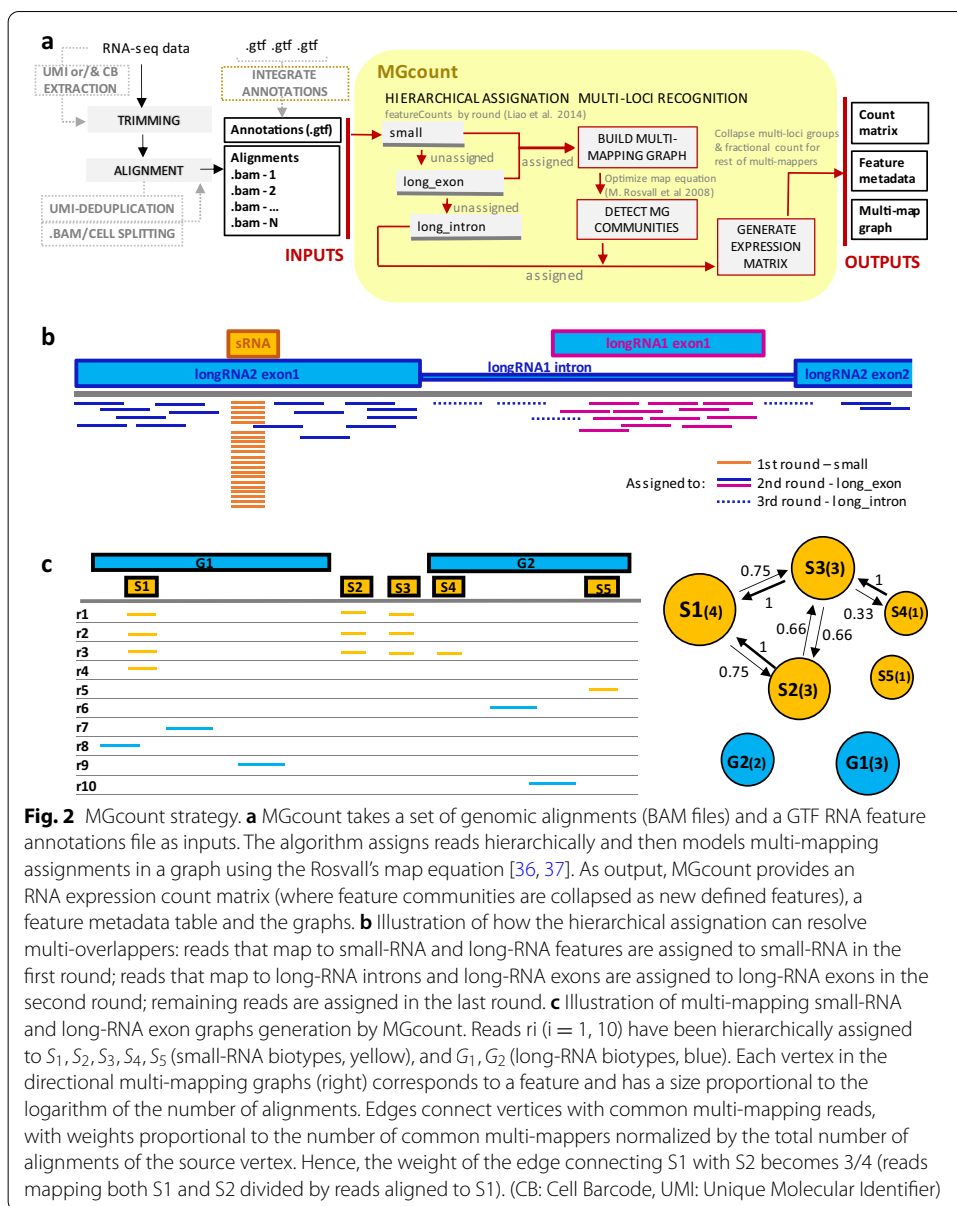 a
RNA-seq data
.gtf .gtf .gtf
UMI or/& CB
EXTRACTION
INTEGRATE
ANNOTATIONS
TRIMMING
ALIGNMENT
UMI-DEDUPLICATION
.BAM/CELL SPLITTING
Annotations (.gtf)
Alignments
.bam - 1
.bam - 2
.bam - ...
.bam - N
INPUTS
MGcount
HIERARCHICAL ASSIGNATION
MULTI-LOCI RECOGNITION
featureCounts by round (Liao et al. 2014)
small
unassigned
long_exon
unassigned
long_intron
assigned
assigned
BUILD MULTI-
MAPPING GRAPH
Optimize map equation
(M. Rosvall et al 2008)
DETECT MG
COMMUNITIES
Collapse multi-loci groups
& fractional count for
rest of multi-mappers
GENERATE
EXPRESSION
MATRIX
Count
matrix
Feature
metadata
Multi-map
graph
OUTPUTS
b
sRNA
longRNA1 exon1
longRNA2 exon1
longRNA1 intron
longRNA2 exon2
Assigned to:
1st round – small
2nd round - long_exon
3rd round - long_intron
c
G1
G2
S1
S2
S3
S4
S5
r1
r2
r3
r4
r5
r6
r7
r8
r9
r10
S1(4)
S3(3)
S4(1)
S2(3)
S5(1)
G2(2)
G1(3)
0.75
1
1
0.33
0.66
0.66
1
0.75
Fig. 2 MGcount strategy. a MGcount takes a set of genomic alignments (BAM files) and a GTF RNA feature
annotations file as inputs. The algorithm assigns reads hierarchically and then models multi-mapping
assignments in a graph using the Rosvall's map equation [36, 37]. As output, MGcount provides an
RNA expression count matrix (where feature communities are collapsed as new defined features), a
feature metadata table and the graphs. b Illustration of how the hierarchical assignation can resolve
multi-overlappers: reads that map to small-RNA and long-RNA features are assigned to small-RNA in the
first round; reads that map to long-RNA introns and long-RNA exons are assigned to long-RNA exons in the
second round; remaining reads are assigned in the last round. c Illustration of multi-mapping small-RNA
and long-RNA exon graphs generation by MGcount. Reads ri (i = 1, 10) have been hierarchically assigned
to S₁, S₂, S₃, S₄, S₅ (small-RNA biotypes, yellow), and G₁, G₂ (long-RNA biotypes, blue). Each vertex in the
directional multi-mapping graphs (right) corresponds to a feature and has a size proportional to the
logarithm of the number of alignments. Edges connect vertices with common multi-mapping reads,
with weights proportional to the number of common multi-mappers normalized by the total number of
alignments of the source vertex. Hence, the weight of the edge connecting S1 with S2 becomes 3/4 (reads
mapping both S1 and S2 divided by reads aligned to S1). (CB: Cell Barcode, UMI: Unique Molecular Identifier)